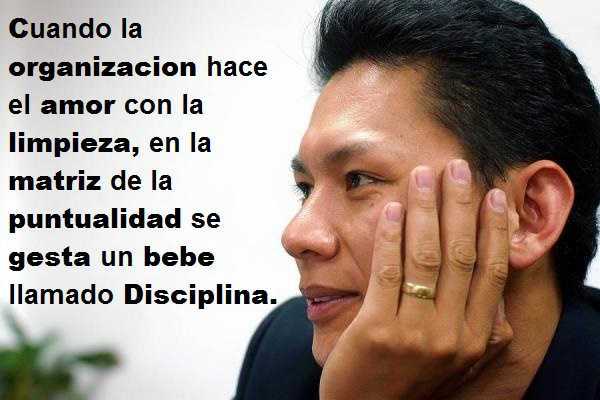 Cuando la
organizacion hace
el amor con la
limpieza, en la
matriz de la
puntualidad se
gesta un bebe
llamado Disciplina.